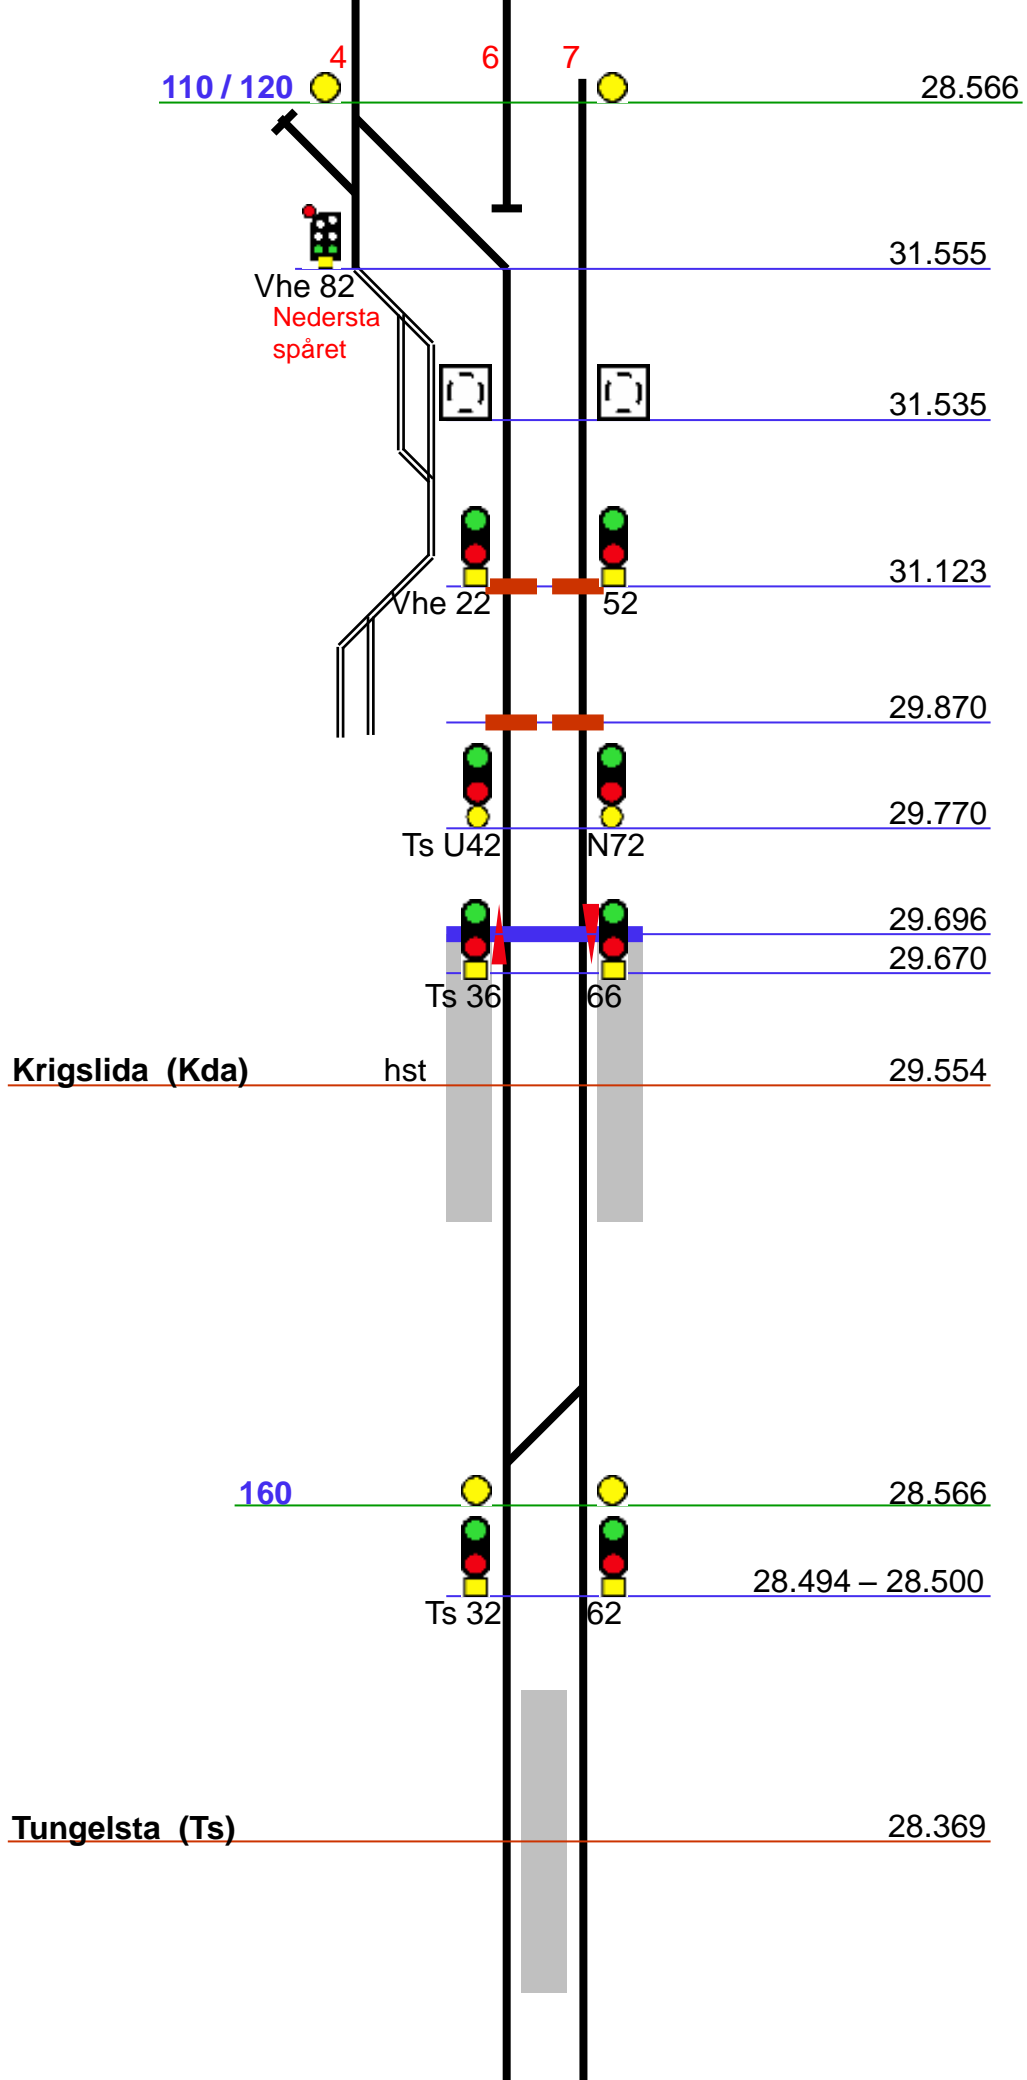 4 6 7
110 / 120 28.566
31.555
Vhe 82
Nedersta
spåret
31.535
31.123
Vhe 22 52
29.870
29.770
Ts U42 N72
29.696
29.670
Ts 36 66
Krigslida (Kda) hst 29.554
160 28.566
28.494 – 28.500
Ts 32 62
Tungelsta (Ts) 28.369